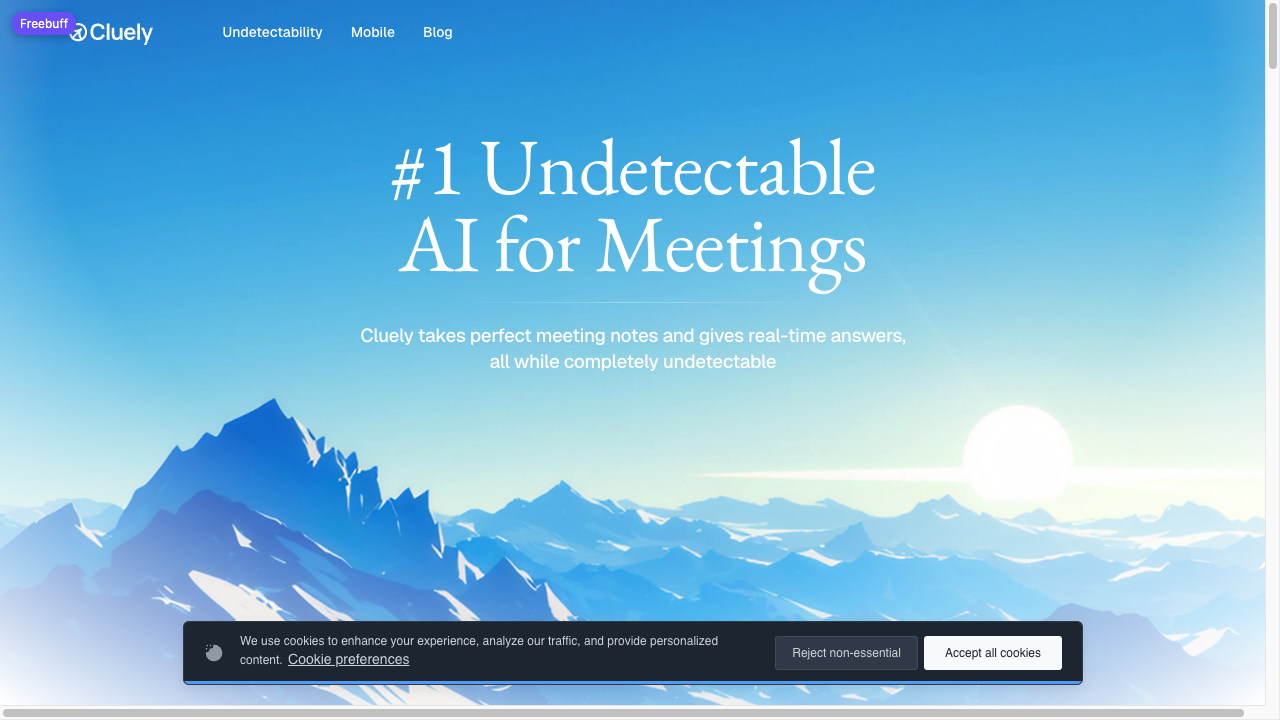 Freebuff
Cluely
Undetectability
Mobile
Blog
#1 Undetectable
AI for Meetings
Cluely takes perfect meeting notes and gives real-time answers,
all while completely undetectable
We use cookies to enhance your experience, analyze our traffic, and provide personalized
content. Cookie preferences
Reject non-essential
Accept all cookies